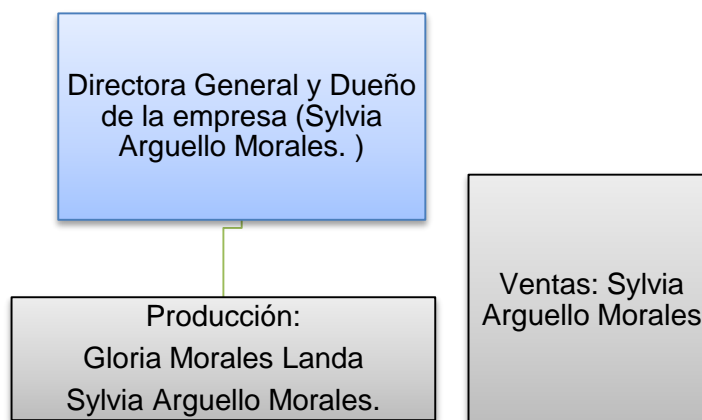 Directora General y Dueño
de la empresa (Sylvia
Arguello Morales. )
Producción:
Gloria Morales Landa
Sylvia Arguello Morales.
Ventas: Sylvia
Arguello Morales